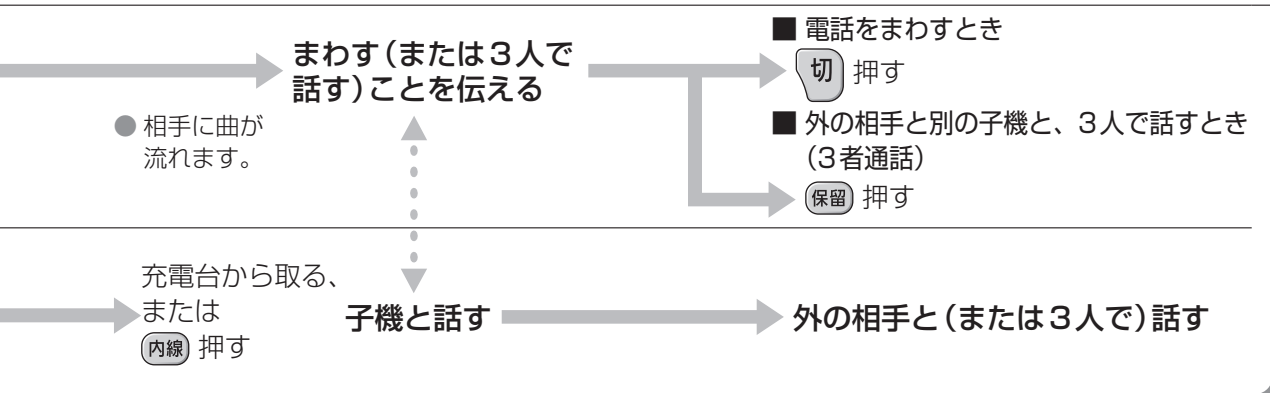 まわす(または3人で
話す)ことを伝える
● 相手に曲が
流れます。
■ 電話をまわすとき
切 押す
■ 外の相手と別の子機と、3人で話すとき
(3者通話)
保留 押す
充電台から取る、
または
内線 押す
子機と話す
外の相手と(または3人で)話す